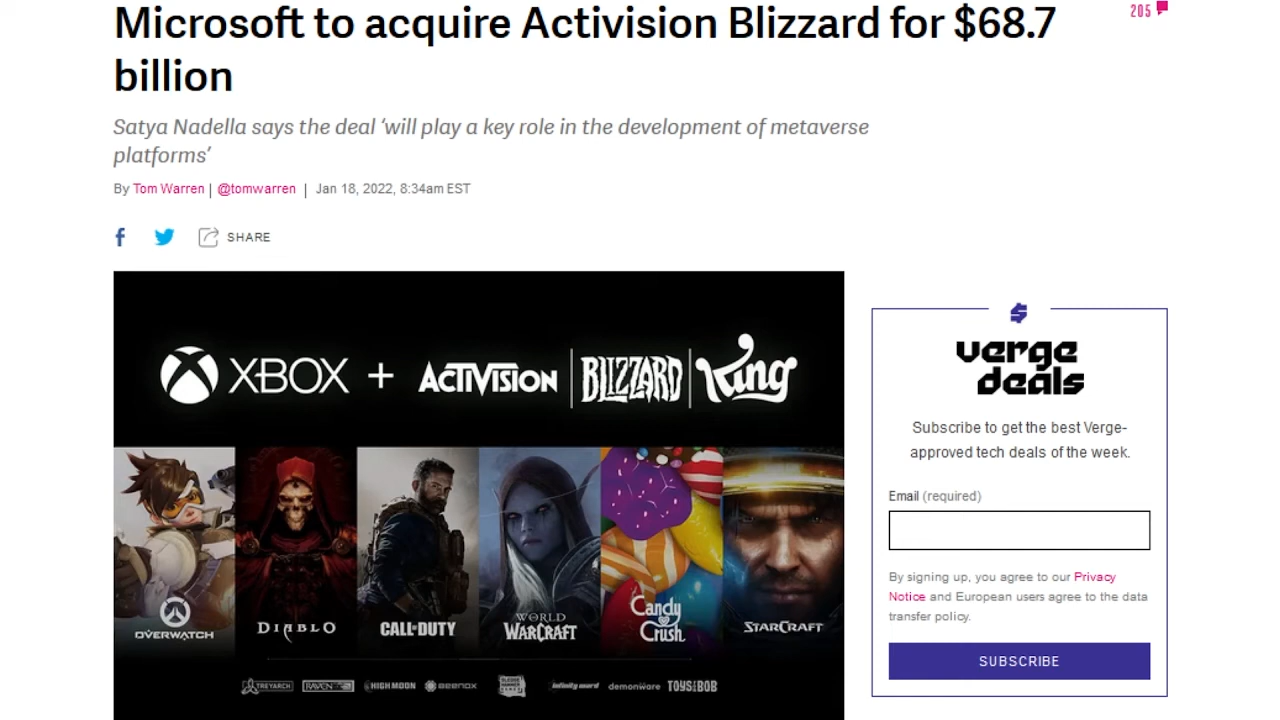 Microsoft to acquire Activision Blizzard for $68.7
billion
205
Satya Nadella says the deal ‘will play a key role in the development of metaverse
platforms’
By Tom Warren | @tomwarren | Jan 18, 2022, 8:34am EST
SHARE
XBOX + ACTIVISION | BLIZZARD | King
OVERWATCH
DIABLO
CALL OF DUTY
WORLD
WARCRAFT
Candy
Crush
STARCRAFT
TREYARCH
RAVEN
HIGH MOON
BEENOX
SLEDGE
HAMMER
GAMES
infinity ward
demonware
TOYS FOR BOB
verge
deals
Subscribe to get the best Verge-
approved tech deals of the week.
Email (required)
By signing up, you agree to our Privacy
Notice and European users agree to the data
transfer policy.
SUBSCRIBE